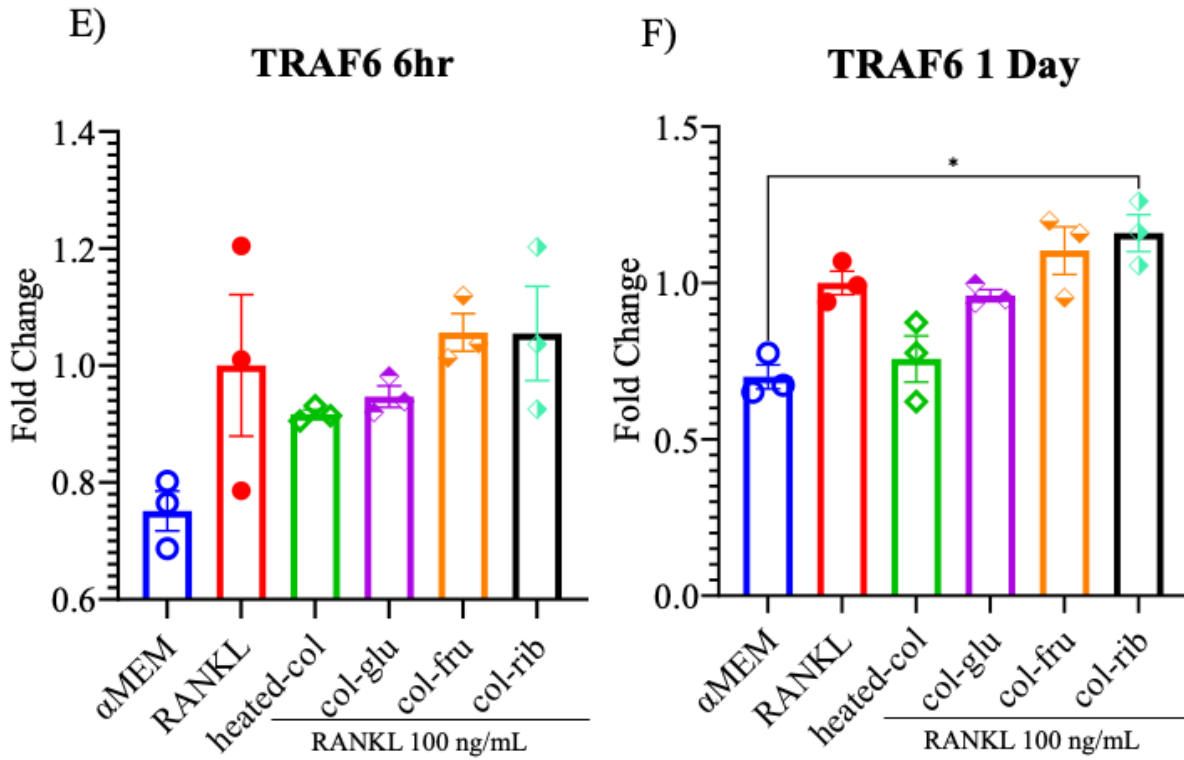 E)
TRAF6 6hr
Fold Change
1.4
1.2
1.0
0.8
0.6
αMEM
RANKL
heated-col
col-glu
col-fru
col-rib
RANKL 100 ng/mL
F)
TRAF6 1 Day
Fold Change
1.5
1.0
0.5
0.0
*
αMEM
RANKL
heated-col
col-glu
col-fru
col-rib
RANKL 100 ng/mL